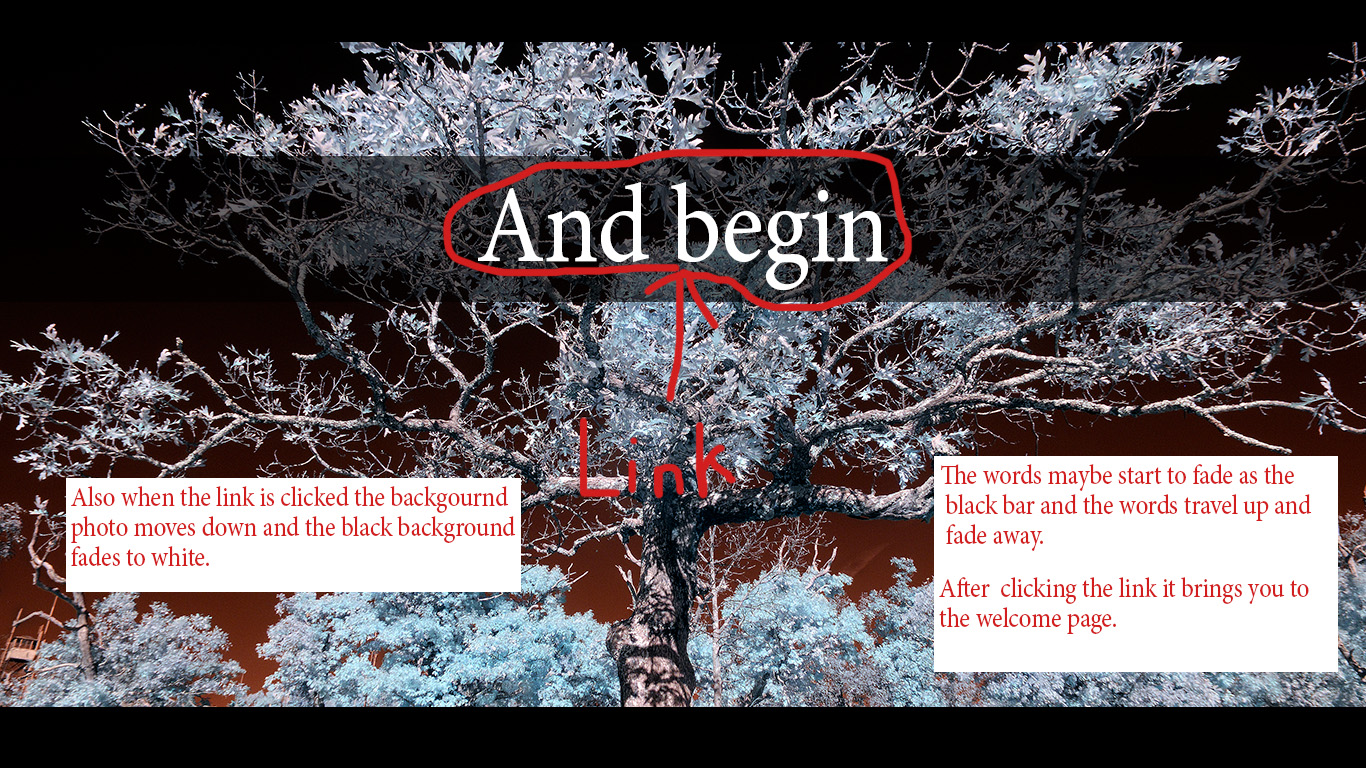 And begin
Link
Also when the link is clicked the backgournd
photo moves down and the black background
fades to white.
The words maybe start to fade as the
black bar and the words travel up and
fade away.
After clicking the link it brings you to
the welcome page.